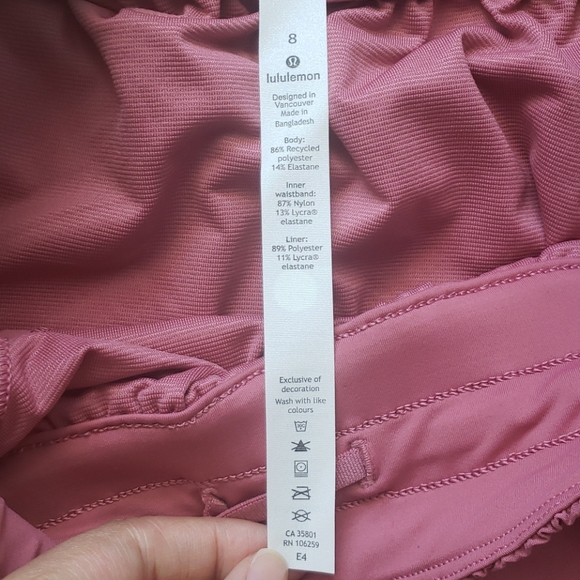 8
lululemon
Designed in
Vancouver
Made in
Bangladesh
Body:
86% Recycled
polyester
14% Elastane
Inner
waistband:
87% Nylon
13% Lycra®
elastane
Liner:
89% Polyester
11% Lycra®
elastane
Exclusive of
decoration
Wash with like
colours
CA 35801
RN 106259
E4